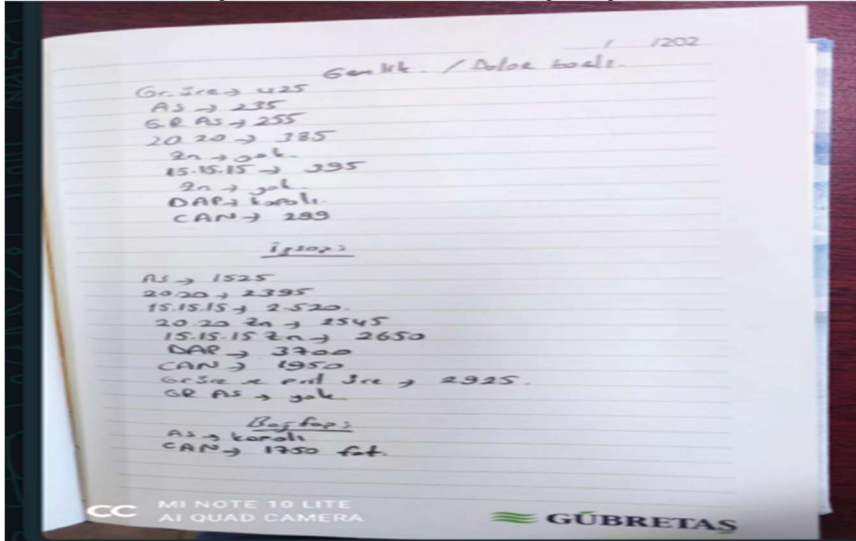 / /202
Gemlik. / Dolar bazlı.
Gr. Üre → 425
AS → 235
GR AS → 255
20.20 → 385
Zn → yok.
15.15.15 → 395
Zn → yok.
DAP → kapalı.
CAN → 299
İgsaş:
AS → 1525
20.20 → 2395
15.15.15 → 2.520.
20.20 Zn → 2545
15.15.15 Zn → 2650
DAP → 3700
CAN → 1950
Gr Üre ve pril Üre → 2925.
GR AS → yok
Bagfaş:
AS → kapalı
CAN → 1750 fat.
CC MI NOTE 10 LITE
AI QUAD CAMERA
GÜBRETAŞ